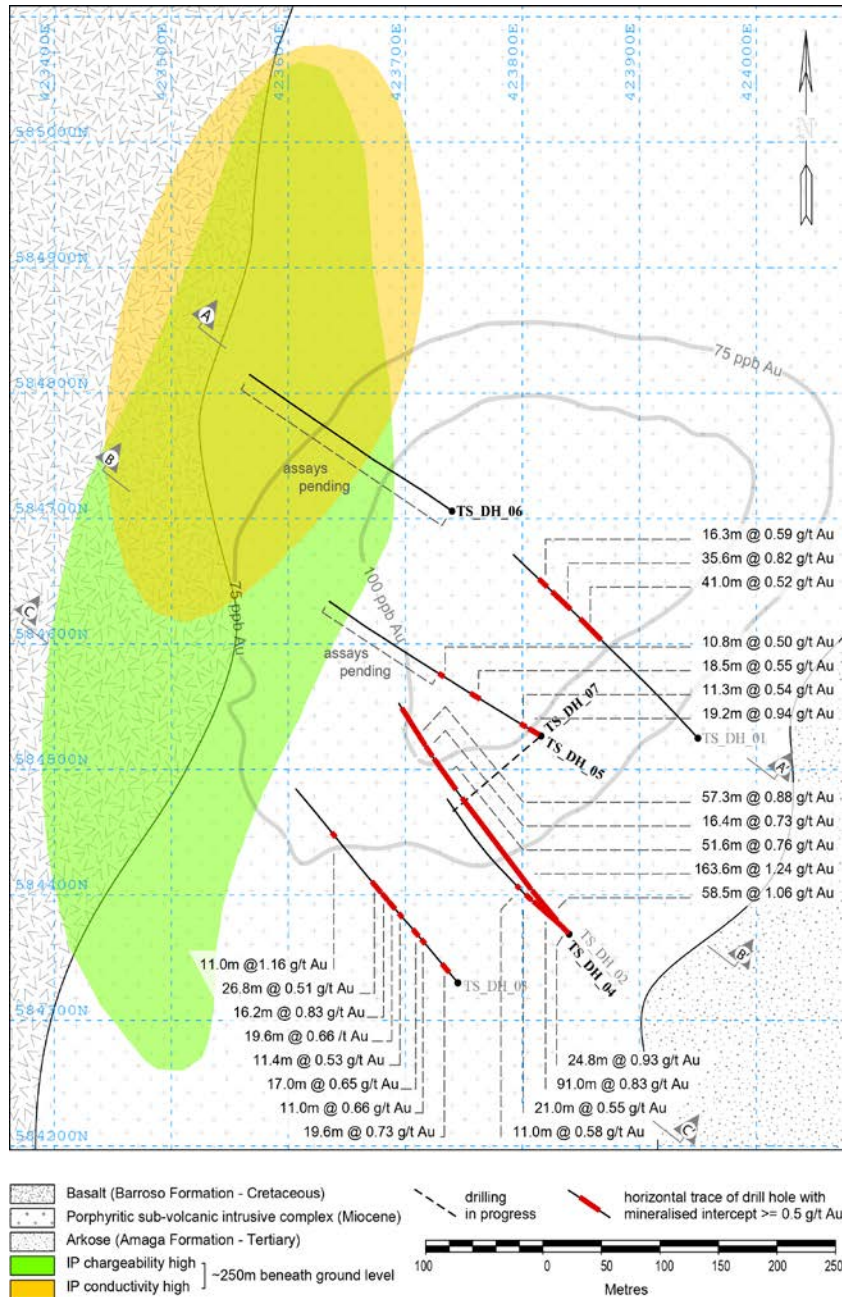 423400E
423500E
423600E
423700E
423800E
423900E
424000E
585000N
N
584900N
A
75 ppb Au
584800N
B
assays
pending
584700N
TS_DH_06
16.3m @ 0.59 g/t Au
35.6m @ 0.82 g/t Au
41.0m @ 0.52 g/t Au
100 ppb Au
75 ppb Au
C
584600N
assays
pending
10.8m @ 0.50 g/t Au
18.5m @ 0.55 g/t Au
11.3m @ 0.54 g/t Au
19.2m @ 0.94 g/t Au
TS_DH_07
TS_DH_05
TS_DH_01
A'
584500N
57.3m @ 0.88 g/t Au
16.4m @ 0.73 g/t Au
51.6m @ 0.76 g/t Au
163.6m @ 1.24 g/t Au
58.5m @ 1.06 g/t Au
584400N
TS_DH_02
TS_DH_04
B'
11.0m @1.16 g/t Au
26.8m @ 0.51 g/t Au
16.2m @ 0.83 g/t Au
19.6m @ 0.66 /t Au
11.4m @ 0.53 g/t Au
17.0m @ 0.65 g/t Au
11.0m @ 0.66 g/t Au
19.6m @ 0.73 g/t Au
TS_DH_03
584300N
24.8m @ 0.93 g/t Au
91.0m @ 0.83 g/t Au
21.0m @ 0.55 g/t Au
11.0m @ 0.58 g/t Au
C'
584200N
Basalt (Barroso Formation - Cretaceous)
Porphyritic sub-volcanic intrusive complex (Miocene)
Arkose (Amaga Formation - Tertiary)
IP chargeability high
IP conductivity high
~250m beneath ground level
drilling
in progress
horizontal trace of drill hole with
mineralised intercept >= 0.5 g/t Au
100 0 50 100 150 200 250
Metres